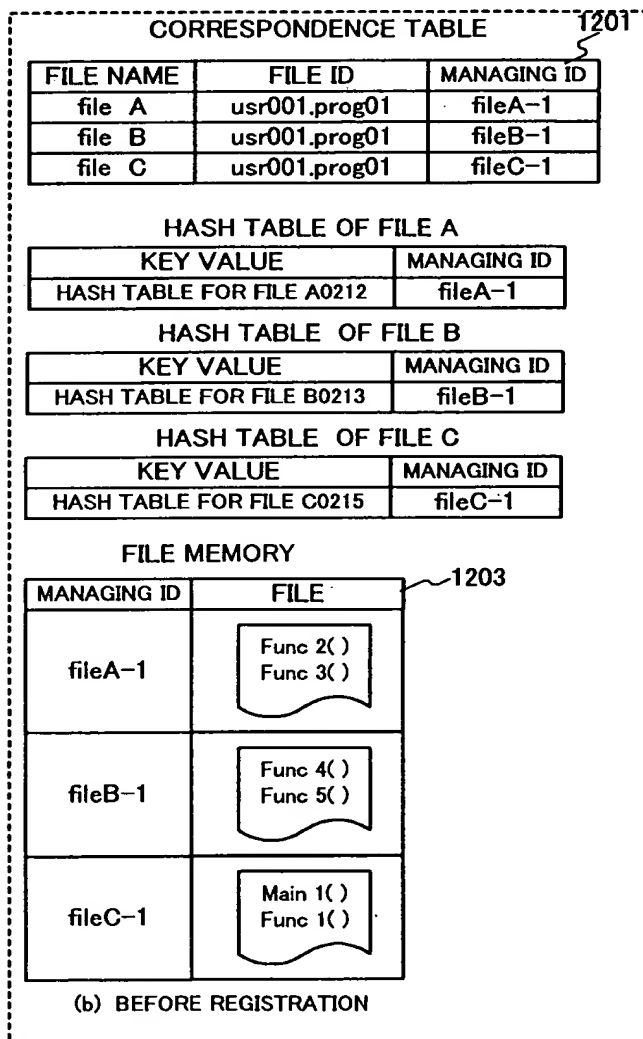 CORRESPONDENCE TABLE 1201
FILE NAME FILE ID MANAGING ID
file A usr001.prog01 fileA-1
file B usr001.prog01 fileB-1
file C usr001.prog01 fileC-1
HASH TABLE OF FILE A
KEY VALUE MANAGING ID
HASH TABLE FOR FILE A0212 fileA-1
HASH TABLE OF FILE B
KEY VALUE MANAGING ID
HASH TABLE FOR FILE B0213 fileB-1
HASH TABLE OF FILE C
KEY VALUE MANAGING ID
HASH TABLE FOR FILE C0215 fileC-1
FILE MEMORY
1203
MANAGING ID FILE
fileA-1
Func 2( )
Func 3( )
fileB-1
Func 4( )
Func 5( )
fileC-1
Main 1( )
Func 1( )
(b) BEFORE REGISTRATION